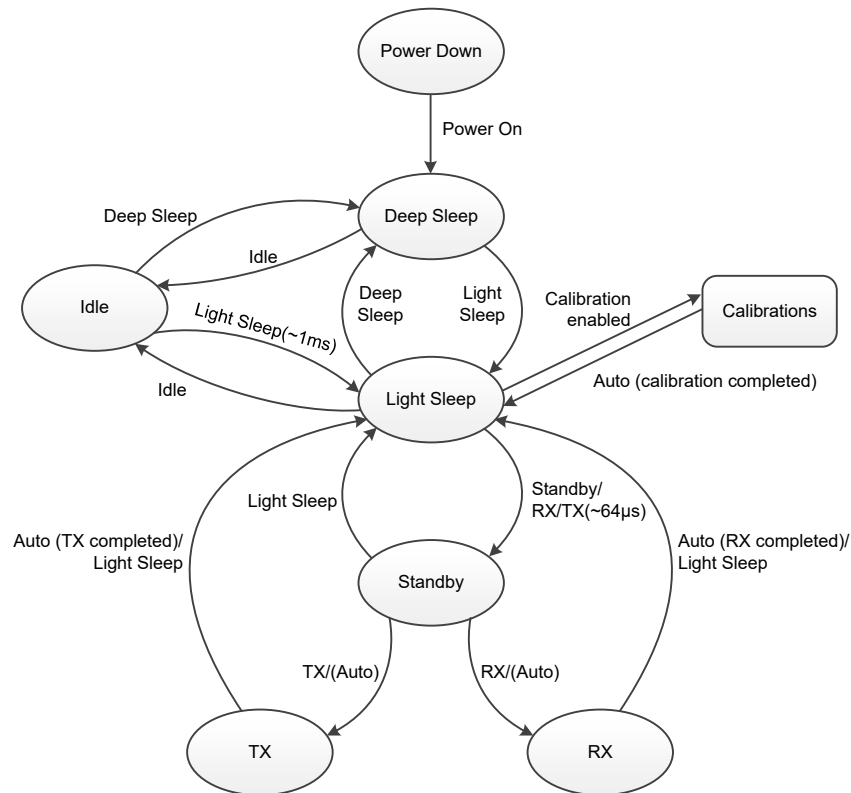 Power Down
Power On
Deep Sleep
Deep Sleep
Idle
Idle
Light Sleep(~1ms)
Deep
Sleep
Light
Sleep
Calibration
enabled
Calibrations
Auto (calibration completed)
Idle
Light Sleep
Light Sleep
Standby/
RX/TX(~64μs)
Auto (TX completed)/
Light Sleep
Auto (RX completed)/
Light Sleep
Standby
TX/(Auto)
RX/(Auto)
TX
RX